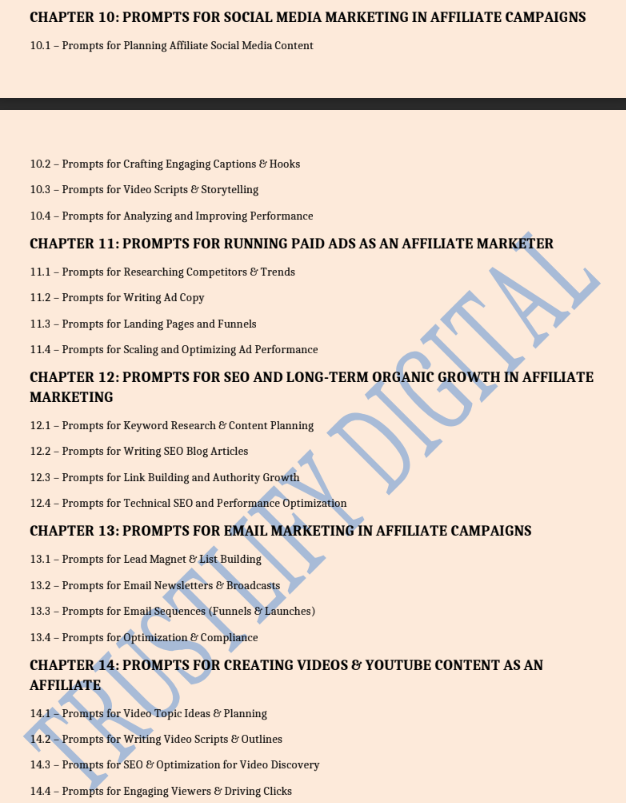 CHAPTER 10: PROMPTS FOR SOCIAL MEDIA MARKETING IN AFFILIATE CAMPAIGNS
10.1 – Prompts for Planning Affiliate Social Media Content
10.2 – Prompts for Crafting Engaging Captions & Hooks
10.3 – Prompts for Video Scripts & Storytelling
10.4 – Prompts for Analyzing and Improving Performance
CHAPTER 11: PROMPTS FOR RUNNING PAID ADS AS AN AFFILIATE MARKETER
11.1 – Prompts for Researching Competitors & Trends
11.2 – Prompts for Writing Ad Copy
11.3 – Prompts for Landing Pages and Funnels
11.4 – Prompts for Scaling and Optimizing Ad Performance
CHAPTER 12: PROMPTS FOR SEO AND LONG-TERM ORGANIC GROWTH IN AFFILIATE
MARKETING
12.1 – Prompts for Keyword Research & Content Planning
12.2 – Prompts for Writing SEO Blog Articles
12.3 – Prompts for Link Building and Authority Growth
12.4 – Prompts for Technical SEO and Performance Optimization
CHAPTER 13: PROMPTS FOR EMAIL MARKETING IN AFFILIATE CAMPAIGNS
13.1 – Prompts for Lead Magnet & List Building
13.2 – Prompts for Email Newsletters & Broadcasts
13.3 – Prompts for Email Sequences (Funnels & Launches)
13.4 – Prompts for Optimization & Compliance
CHAPTER 14: PROMPTS FOR CREATING VIDEOS & YOUTUBE CONTENT AS AN
AFFILIATE
14.1 – Prompts for Video Topic Ideas & Planning
14.2 – Prompts for Writing Video Scripts & Outlines
14.3 – Prompts for SEO & Optimization for Video Discovery
14.4 – Prompts for Engaging Viewers & Driving Clicks
TRUSTLIFY DIGITAL